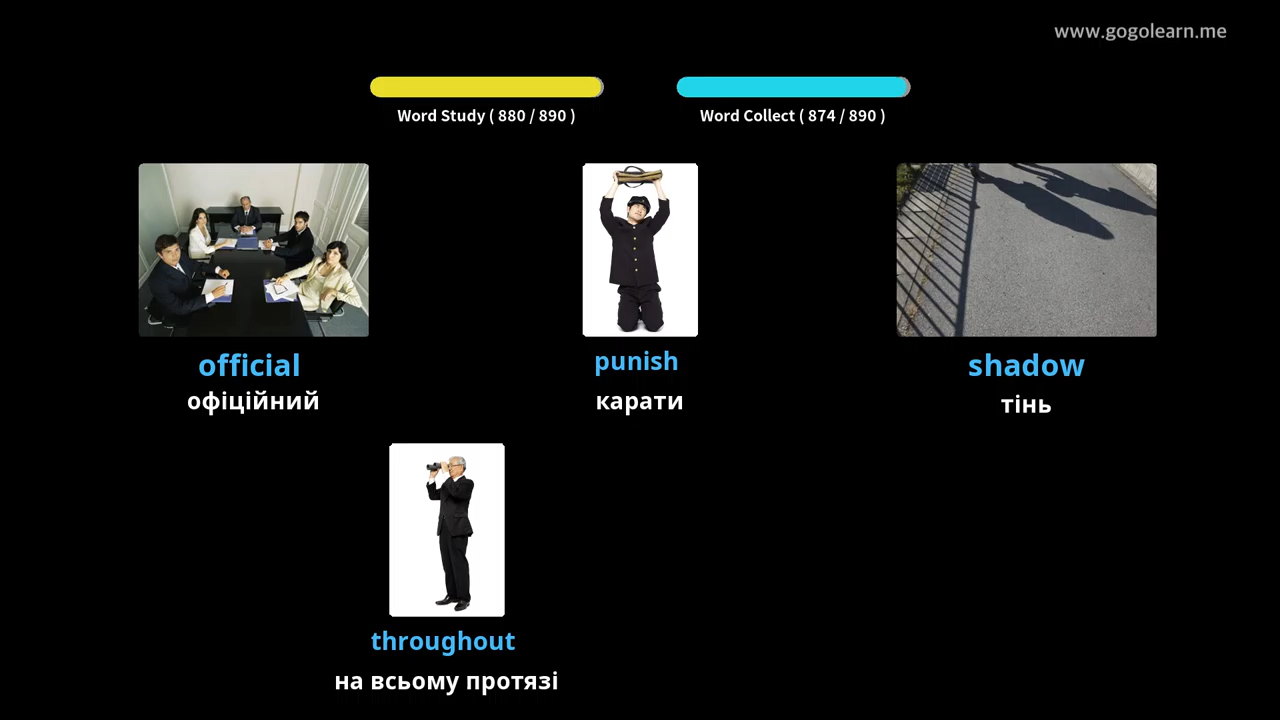 www.gogolearn.me
Word Study ( 880 / 890 )
Word Collect ( 874 / 890 )
official
офіційний
punish
карати
shadow
тінь
throughout
на всьому протязі